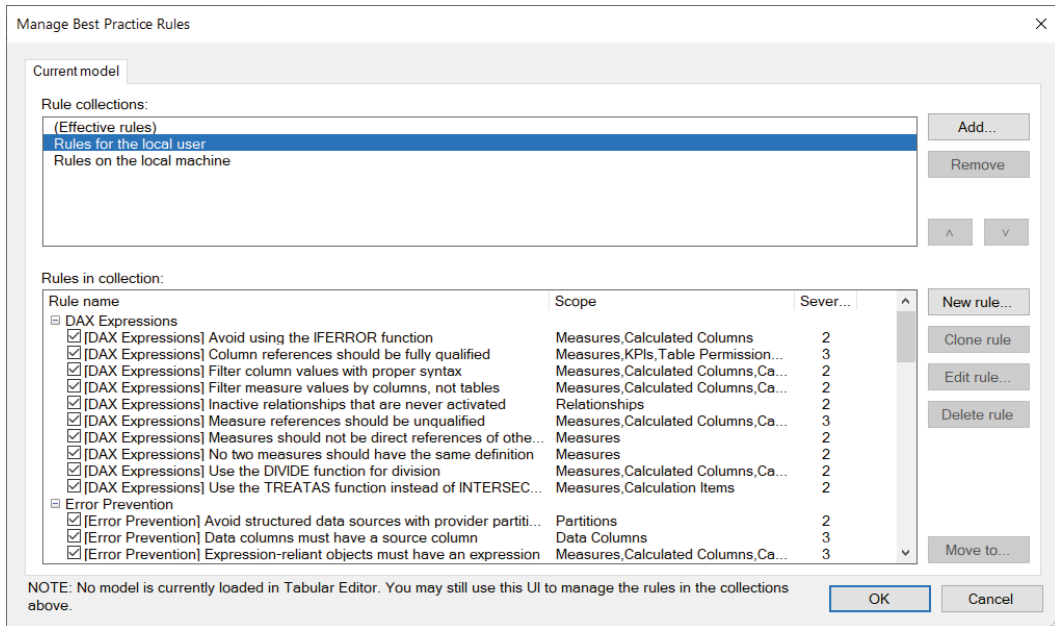 Manage Best Practice Rules
Current model
Rule collections:
(Effective rules)
Rules for the local user
Rules on the local machine
Add...
Remove
Rules in collection:
Rule name Scope Sever...
DAX Expressions
[DAX Expressions] Avoid using the IFERROR function Measures,Calculated Columns 2
[DAX Expressions] Column references should be fully qualified Measures,KPIs,Table Permission... 3
[DAX Expressions] Filter column values with proper syntax Measures,Calculated Columns,Ca... 2
[DAX Expressions] Filter measure values by columns, not tables Measures,Calculated Columns,Ca... 2
[DAX Expressions] Inactive relationships that are never activated Relationships 2
[DAX Expressions] Measure references should be unqualified Measures,Calculated Columns,Ca... 3
[DAX Expressions] Measures should not be direct references of othe... Measures 2
[DAX Expressions] No two measures should have the same definition Measures 2
[DAX Expressions] Use the DIVIDE function for division Measures,Calculated Columns,Ca... 2
[DAX Expressions] Use the TREATAS function instead of INTERSEC... Measures,Calculation Items 2
Error Prevention
[Error Prevention] Avoid structured data sources with provider partiti... Partitions 2
[Error Prevention] Data columns must have a source column Data Columns 3
[Error Prevention] Expression-reliant objects must have an expression Measures,Calculated Columns,Ca... 3
New rule...
Clone rule
Edit rule...
Delete rule
Move to...
NOTE: No model is currently loaded in Tabular Editor. You may still use this UI to manage the rules in the collections
above.
OK
Cancel